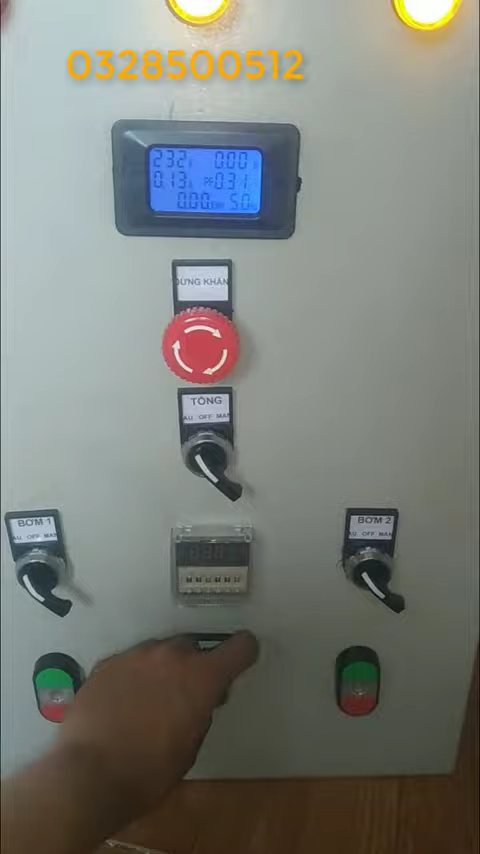 0328500512
232 0.00
0.13 PF0.31
0.00 50
DỪNG KHẨN
TỔNG
AU OFF MAN
BƠM 1
AU OFF MAN
BƠM 2
AU OFF MAN